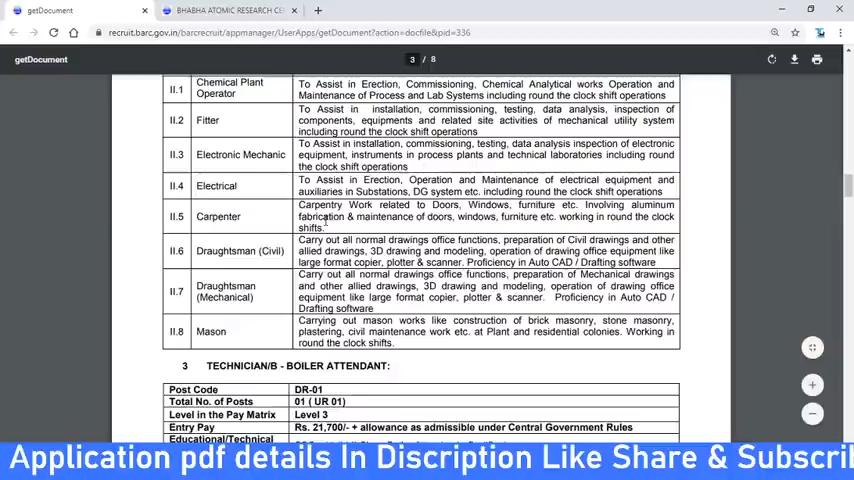 getDocument
BHABHA ATOMIC RESEARCH CE
recruit.barc.gov.in/barcrecruit/appmanager/UserApps/getDocument?action=docfile&pid=336
getDocument
3 / 8
II.1 Chemical Plant Operator To Assist in Erection, Commissioning, Chemical Analytical works Operation and
Maintenance of Process and Lab Systems including round the clock shift operations
II.2 Fitter To Assist in installation, commissioning, testing, data analysis, inspection of
components, equipments and related site activities of mechanical utility system
including round the clock shift operations
II.3 Electronic Mechanic To Assist in installation, commissioning, testing, data analysis inspection of electronic
equipment, instruments in process plants and technical laboratories including round
the clock shift operations
II.4 Electrical To Assist in Erection, Operation and Maintenance of electrical equipment and
auxiliaries in Substations, DG system etc. including round the clock shift operations
II.5 Carpenter Carpentry Work related to Doors, Windows, furniture etc. Involving aluminum
fabrication & maintenance of doors, windows, furniture etc. working in round the clock
shifts.
II.6 Draughtsman (Civil) Carry out all normal drawings office functions, preparation of Civil drawings and other
allied drawings, 3D drawing and modeling, operation of drawing office equipment like
large format copier, plotter & scanner. Proficiency in Auto CAD / Drafting software
II.7 Draughtsman (Mechanical) Carry out all normal drawings office functions, preparation of Mechanical drawings
and other allied drawings, 3D drawing and modeling, operation of drawing office
equipment like large format copier, plotter & scanner. Proficiency in Auto CAD /
Drafting software
II.8 Mason Carrying out mason works like construction of brick masonry, stone masonry,
plastering, civil maintenance work etc. at Plant and residential colonies. Working in
round the clock shifts.
3 TECHNICIAN/B - BOILER ATTENDANT:
Post Code DR-01
Total No. of Posts 01 ( UR 01)
Level in the Pay Matrix Level 3
Entry Pay Rs. 21,700/- + allowance as admissible under Central Government Rules
Educational/Technical
Application pdf details In Discription Like Share & Subscrib